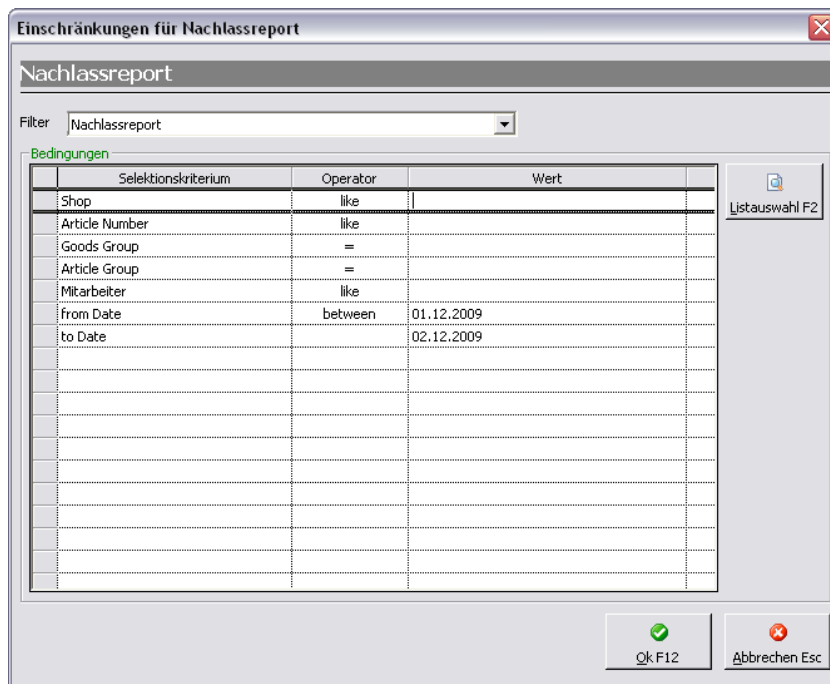 Einschränkungen für Nachlassreport
Nachlassreport
Filter Nachlassreport
Bedingungen
Selektionskriterium Operator Wert
Shop like
Listauswahl F2
Article Number like
Goods Group =
Article Group =
Mitarbeiter like
from Date between 01.12.2009
to Date 02.12.2009
Ok F12 Abbrechen Esc